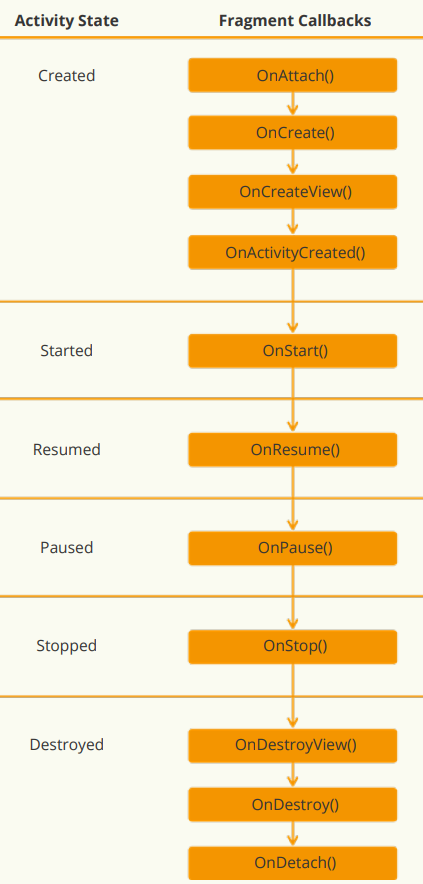 Activity State Fragment Callbacks
Created OnAttach()
OnCreate()
OnCreateView()
OnActivityCreated()
Started OnStart()
Resumed OnResume()
Paused OnPause()
Stopped OnStop()
Destroyed OnDestroyView()
OnDestroy()
OnDetach()